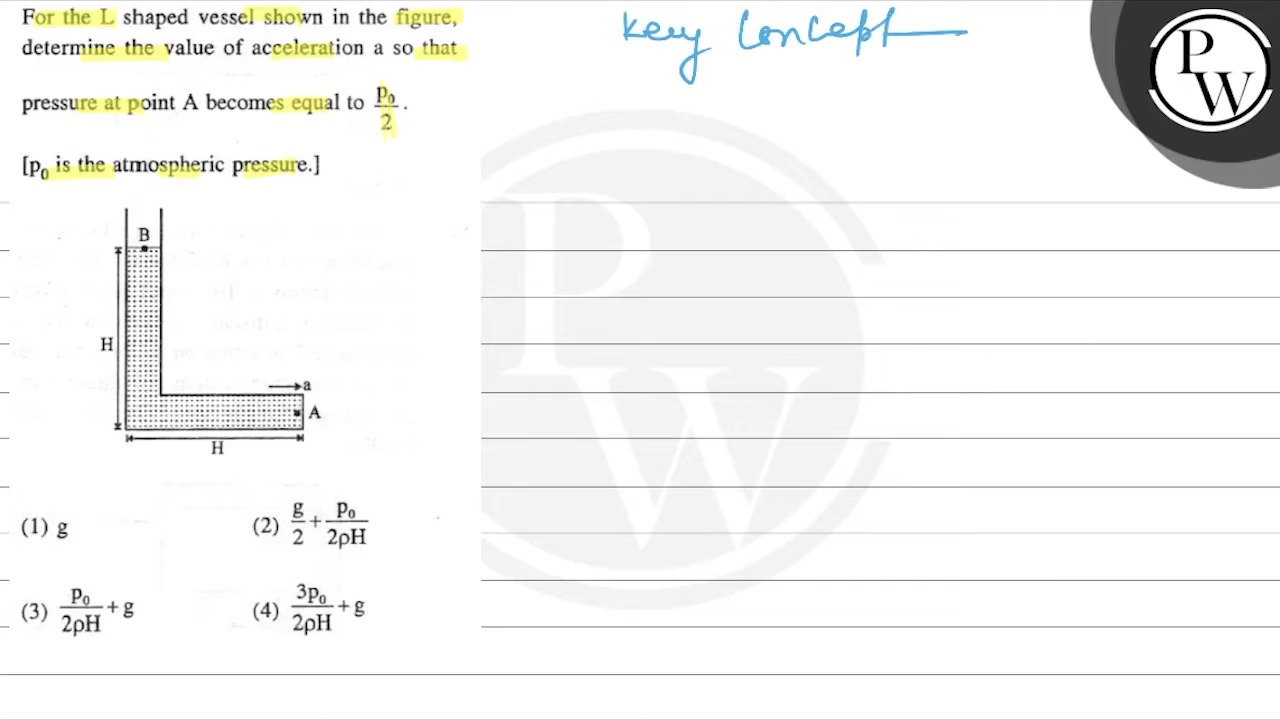 For the L shaped vessel shown in the figure,
determine the value of acceleration a so that
pressure at point A becomes equal to p₀/2.
[p₀ is the atmospheric pressure.]
B
H
a
A
H
(1) g
(2) g/2 + p₀/2ρH
(3) p₀/2ρH + g
(4) 3p₀/2ρH + g
Key Concept
PW
PW